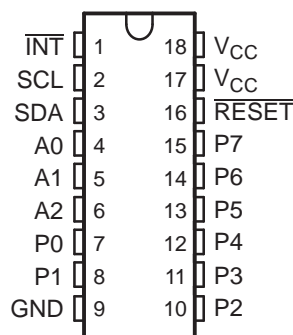 INT 1 18 VCC
SCL 2 17 VCC
SDA 3 16 RESET
A0 4 15 P7
A1 5 14 P6
A2 6 13 P5
P0 7 12 P4
P1 8 11 P3
GND 9 10 P2